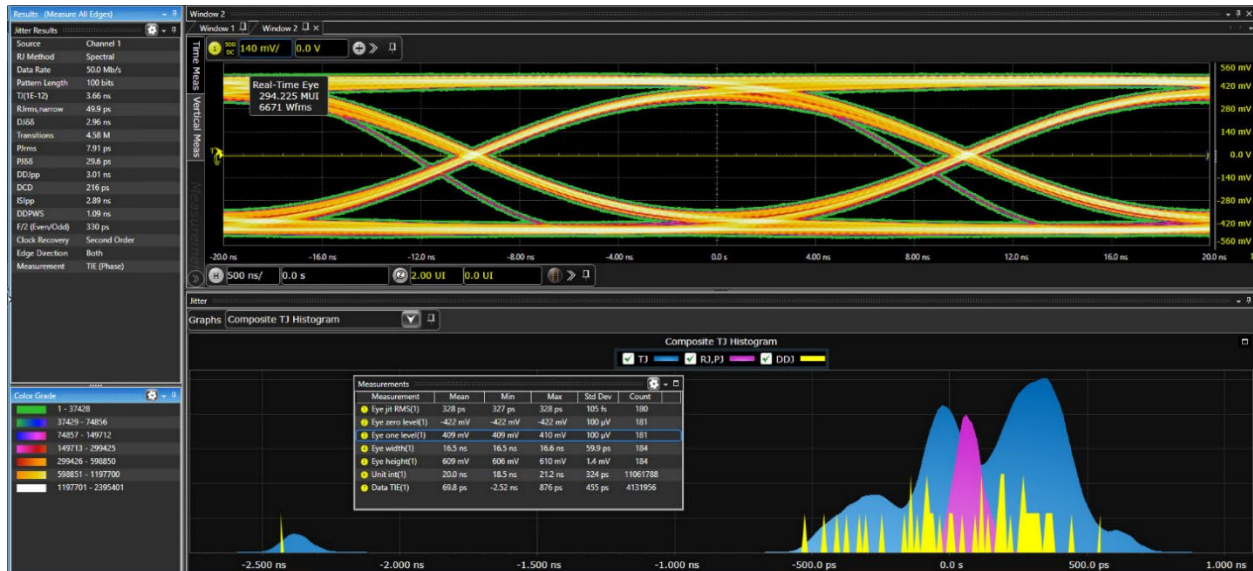 Results (Measure All Edges)
Jitter Results
Source Channel 1
RJ Method Spectral
Data Rate 50.0 Mb/s
Pattern Length 100 bits
TJ(1E-12) 3.66 ns
RJrms,narrow 49.9 ps
DJδδ 2.96 ns
Transitions 4.58 M
PJrms 7.91 ps
PJδδ 29.6 ps
DDJpp 3.01 ns
DCD 216 ps
ISIpp 2.89 ns
DDPWS 1.09 ns
F/2 (Even/Odd) 330 ps
Clock Recovery Second Order
Edge Direction Both
Measurement TIE (Phase)
Color Grade
1 - 37428
37429 - 74856
74857 - 149712
149713 - 299425
299426 - 598850
598851 - 1197700
1197701 - 2395401
Window 2
Window 1 Window 2
Time Meas
Vertical Meas
Measurements
1 50Ω DC 140 mV/ 0.0 V
Real-Time Eye
294.225 MUI
6671 Wfms
560 mV
420 mV
280 mV
140 mV
0.0 V
-140 mV
-280 mV
-420 mV
-560 mV
-20.0 ns -16.0 ns -12.0 ns -8.00 ns -4.00 ns 0.0 s 4.00 ns 8.00 ns 12.0 ns 16.0 ns 20.0 ns
H 500 ns/ 0.0 s Z 2.00 UI 0.0 UI
Jitter
Graphs Composite TJ Histogram
Composite TJ Histogram
TJ RJ,PJ DDJ
Measurements
Measurement Mean Min Max Std Dev Count
Eye jit RMS(1) 328 ps 327 ps 328 ps 105 fs 180
Eye zero level(1) -422 mV -422 mV -422 mV 100 µV 181
Eye one level(1) 409 mV 409 mV 410 mV 100 µV 181
Eye width(1) 16.5 ns 16.5 ns 16.6 ns 59.9 ps 184
Eye height(1) 609 mV 606 mV 610 mV 1.4 mV 184
Unit int(1) 20.0 ns 18.5 ns 21.2 ns 324 ps 11061788
Data TIE(1) 69.8 ps -2.52 ns 876 ps 455 ps 4131956
-2.500 ns -2.000 ns -1.500 ns -1.000 ns -500.0 ps 0.0 s 500.0 ps 1.000 ns